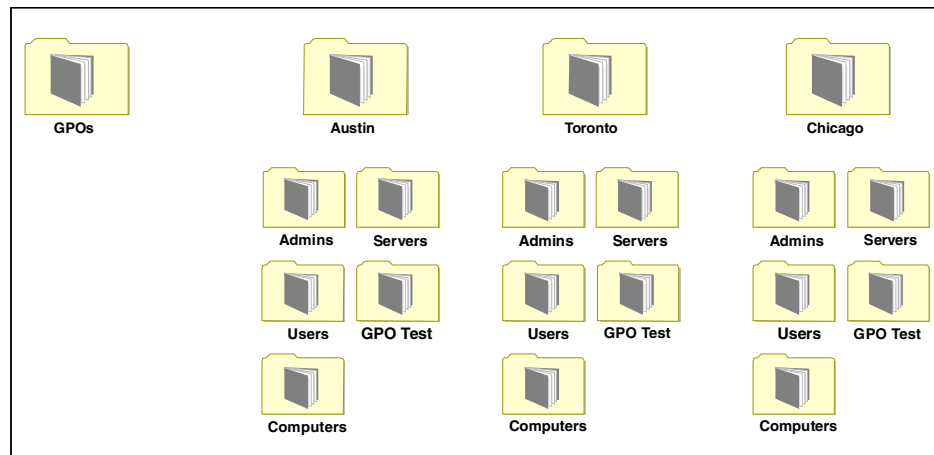 GPOs
Austin
Toronto
Chicago
Admins
Servers
Admins
Servers
Admins
Servers
Users
GPO Test
Users
GPO Test
Users
GPO Test
Computers
Computers
Computers